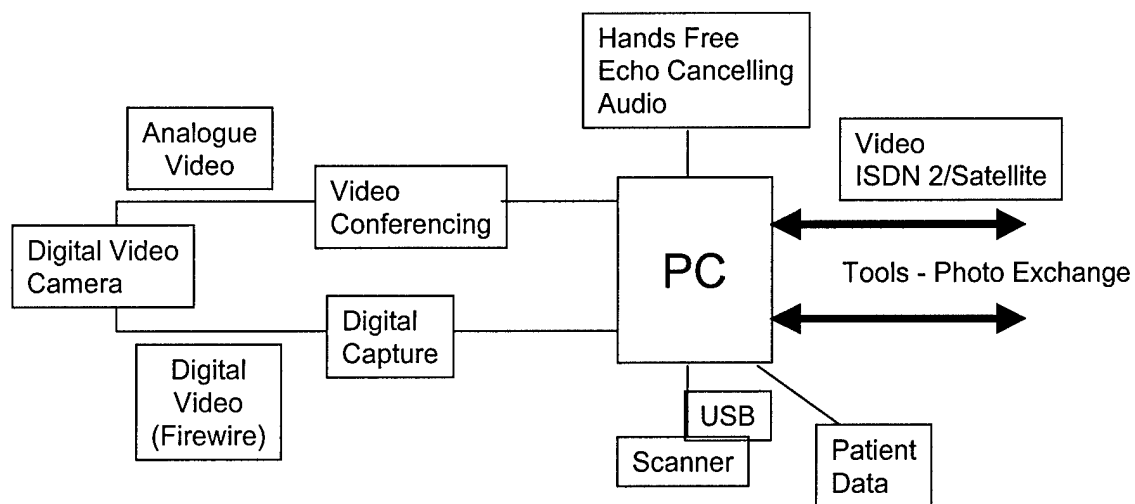 Hands Free
Echo Cancelling
Audio
Analogue
Video
Video
ISDN 2/Satellite
Video
Conferencing
Digital Video
Camera
PC
Tools - Photo Exchange
Digital
Capture
Digital
Video
(Firewire)
USB
Scanner
Patient
Data